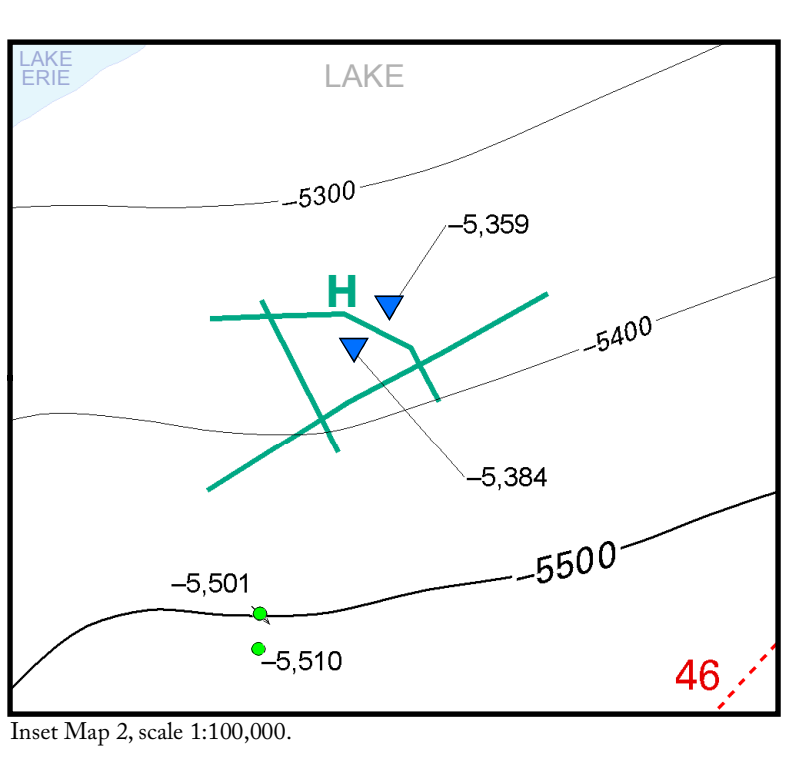 LAKE
ERIE
LAKE
–5300
–5,359
H
–5400
–5,384
–5500
–5,501
–5,510
46
Inset Map 2, scale 1:100,000.